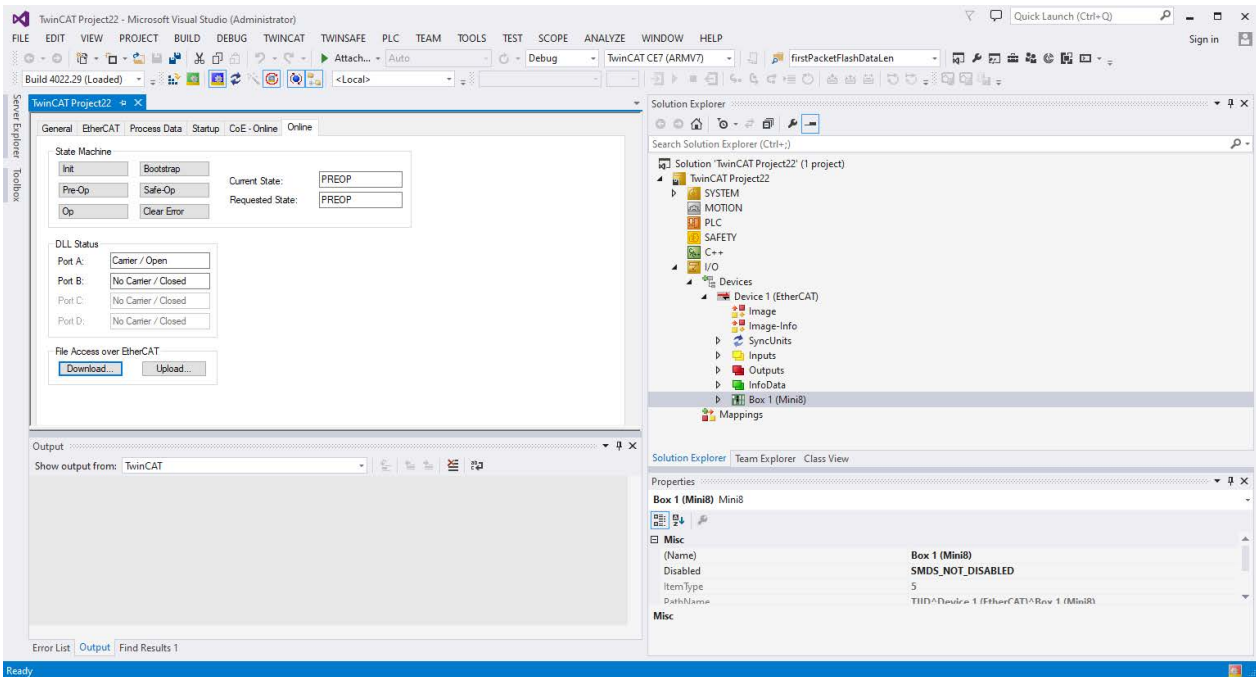 TwinCAT Project22 - Microsoft Visual Studio (Administrator)
Quick Launch (Ctrl+Q)
FILE EDIT VIEW PROJECT BUILD DEBUG TWINCAT TWINSAFE PLC TEAM TOOLS TEST SCOPE ANALYZE WINDOW HELP
Sign in
Attach... Auto Debug TwinCAT CE7 (ARMV7) firstPacketFlashDataLen
Build 4022.29 (Loaded) <Local>
Server Explorer
Toolbox
TwinCAT Project22
General EtherCAT Process Data Startup CoE - Online Online
State Machine
Init Bootstrap
Pre-Op Safe-Op
Op Clear Error
Current State: PREOP
Requested State: PREOP
DLL Status
Port A: Carrier / Open
Port B: No Carrier / Closed
Port C: No Carrier / Closed
Port D: No Carrier / Closed
File Access over EtherCAT
Download... Upload...
Output
Show output from: TwinCAT
Error List Output Find Results 1
Solution Explorer
Search Solution Explorer (Ctrl+;)
Solution 'TwinCAT Project22' (1 project)
TwinCAT Project22
SYSTEM
MOTION
PLC
SAFETY
C++
I/O
Devices
Device 1 (EtherCAT)
Image
Image-Info
SyncUnits
Inputs
Outputs
InfoData
Box 1 (Mini8)
Mappings
Solution Explorer Team Explorer Class View
Properties
Box 1 (Mini8) Mini8
Misc
(Name) Box 1 (Mini8)
Disabled SMDS_NOT_DISABLED
ItemType 5
PathName TIID^Device 1 (EtherCAT)^Box 1 (Mini8)
Misc
Ready